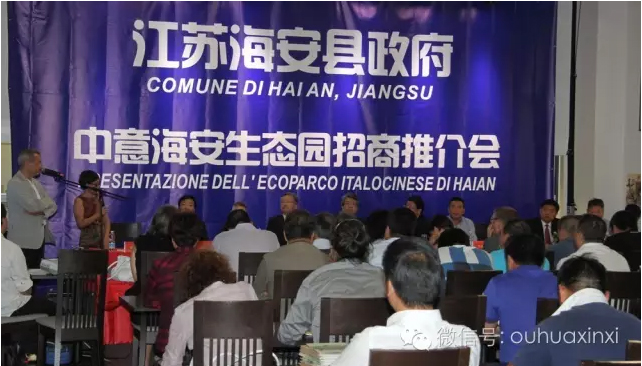 江苏海安县政府
COMUNE DI HAI AN, JIANGSU
中意海安生态园招商推介会
ESENTAZIONE DELL'ECOPARCO ITALOCINESE DI HAIAN
微信号: ouhuaxinxi